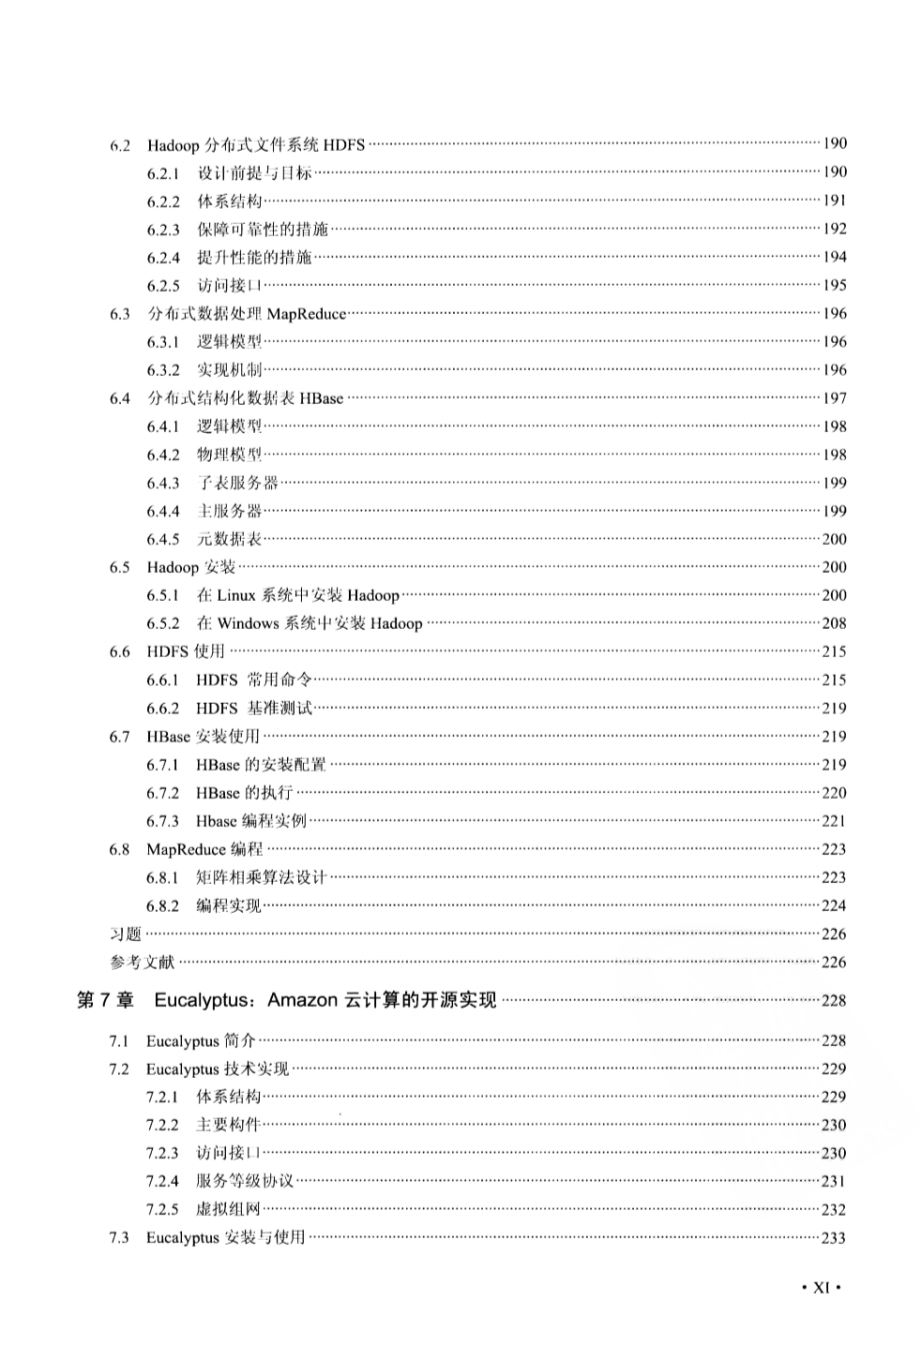 6.2 Hadoop 分布式文件系统 HDFS 190
6.2.1 设计前提与目标 190
6.2.2 体系结构 191
6.2.3 保障可靠性的措施 192
6.2.4 提升性能的措施 194
6.2.5 访问接口 195
6.3 分布式数据处理 MapReduce 196
6.3.1 逻辑模型 196
6.3.2 实现机制 196
6.4 分布式结构化数据表 HBase 197
6.4.1 逻辑模型 198
6.4.2 物理模型 198
6.4.3 子表服务器 199
6.4.4 主服务器 199
6.4.5 元数据表 200
6.5 Hadoop 安装 200
6.5.1 在 Linux 系统中安装 Hadoop 200
6.5.2 在 Windows 系统中安装 Hadoop 208
6.6 HDFS 使用 215
6.6.1 HDFS 常用命令 215
6.6.2 HDFS 基准测试 219
6.7 HBase 安装使用 219
6.7.1 HBase 的安装配置 219
6.7.2 HBase 的执行 220
6.7.3 Hbase 编程实例 221
6.8 MapReduce 编程 223
6.8.1 矩阵相乘算法设计 223
6.8.2 编程实现 224
习题 226
参考文献 226
第 7 章 Eucalyptus：Amazon 云计算的开源实现 228
7.1 Eucalyptus 简介 228
7.2 Eucalyptus 技术实现 229
7.2.1 体系结构 229
7.2.2 主要构件 230
7.2.3 访问接口 230
7.2.4 服务等级协议 231
7.2.5 虚拟组网 232
7.3 Eucalyptus 安装与使用 233
· XI ·